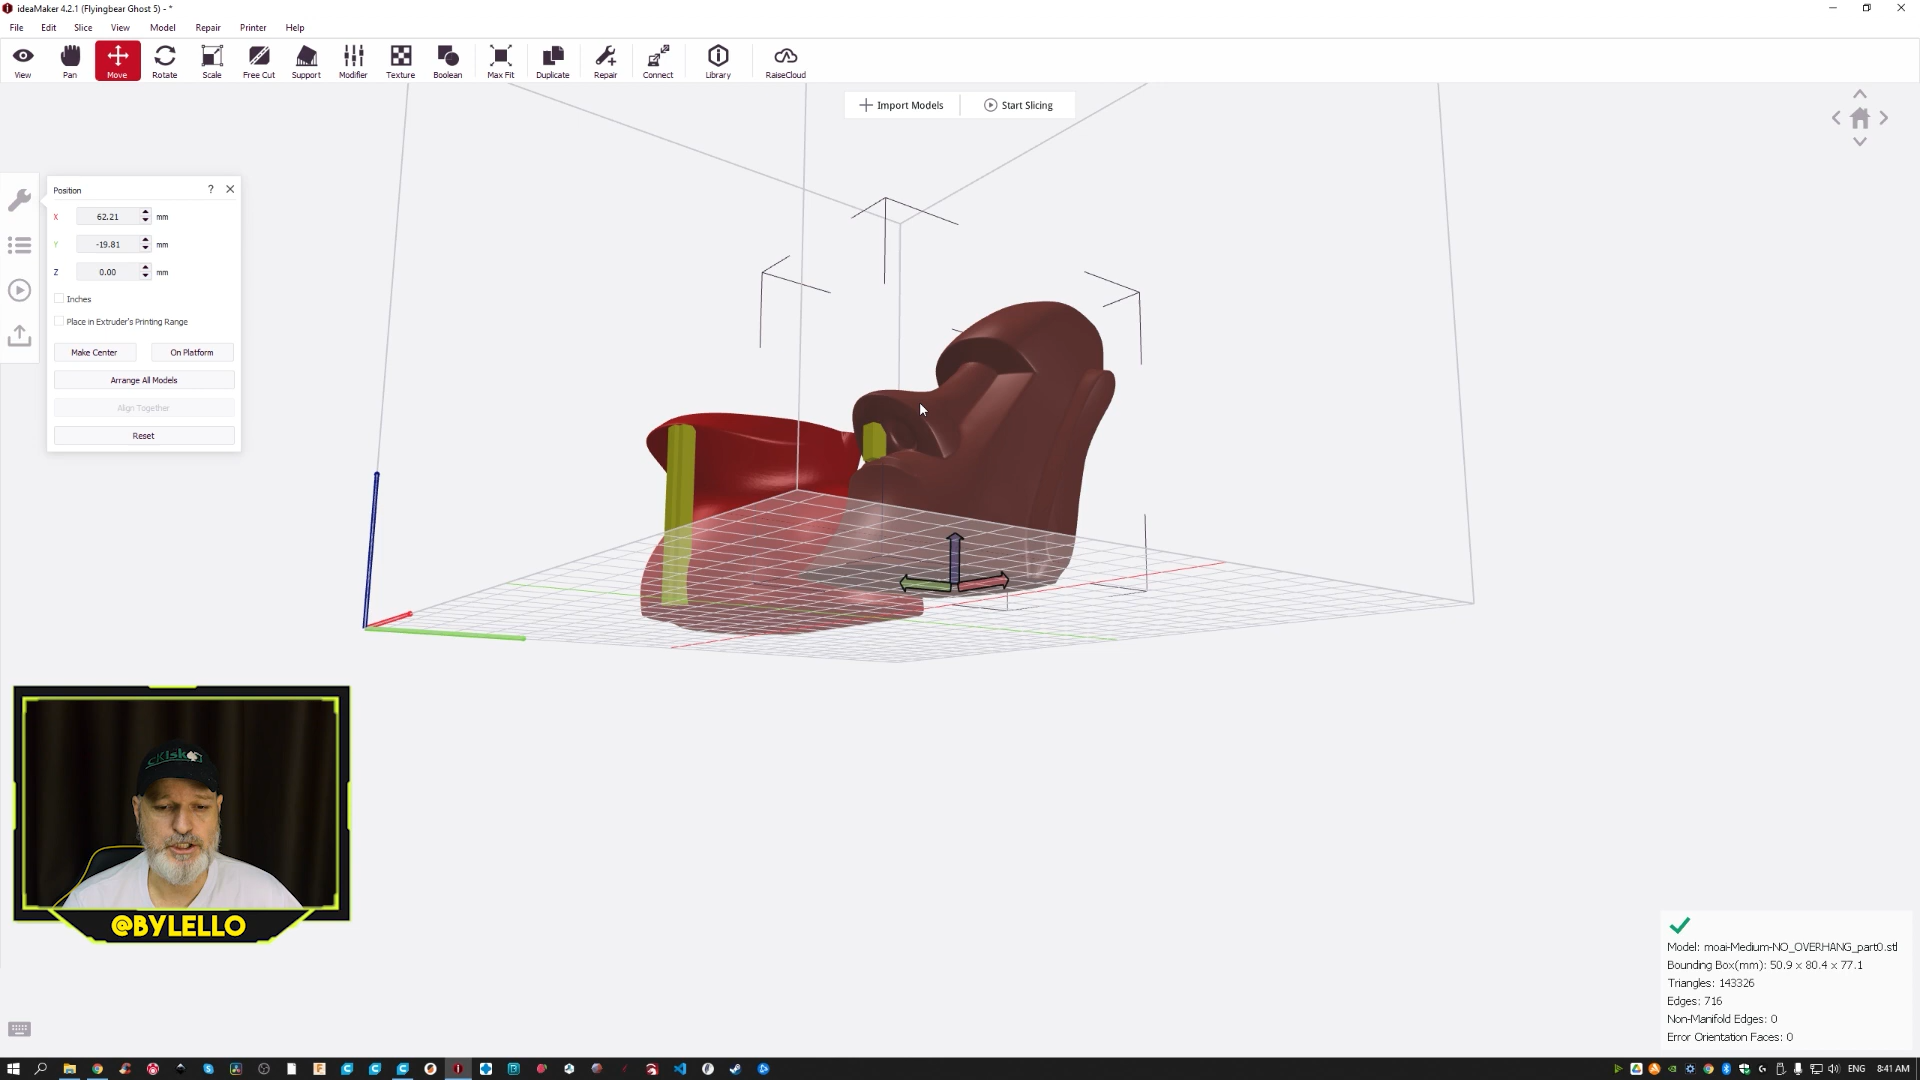 ideaMaker 4.2.1 (Flyingbear Ghost 5) - *
File Edit Slice View Model Repair Printer Help
View Pan Move Rotate Scale Free Cut Support Modifier Texture Boolean Max Fit Duplicate Repair Connect Library RaiseCloud
Import Models Start Slicing
Position ?
X 62.21 mm
Y -19.81 mm
Z 0.00 mm
Inches
Place in Extruder's Printing Range
Make Center On Platform
Arrange All Models
Align Together
Reset
@BYLELLO
Model: moai-Medium-NO_OVERHANG_part0.stl
Bounding Box(mm): 50.9 x 80.4 x 77.1
Triangles: 143326
Edges: 716
Non-Manifold Edges: 0
Error Orientation Faces: 0
ENG 8:41 AM